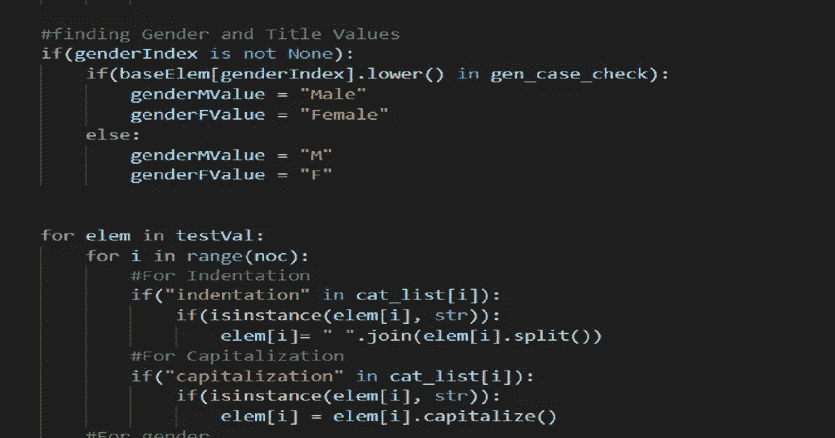 #finding Gender and Title Values
if(genderIndex is not None):
if(baseElem[genderIndex].lower() in gen_case_check):
genderMValue = "Male"
genderFValue = "Female"
else:
genderMValue = "M"
genderFValue = "F"
for elem in testVal:
for i in range(noc):
#For Indentation
if("indentation" in cat_list[i]):
if(isinstance(elem[i], str)):
elem[i]= " ".join(elem[i].split())
#For Capitalization
if("capitalization" in cat_list[i]):
if(isinstance(elem[i], str)):
elem[i] = elem[i].capitalize()
#For gender